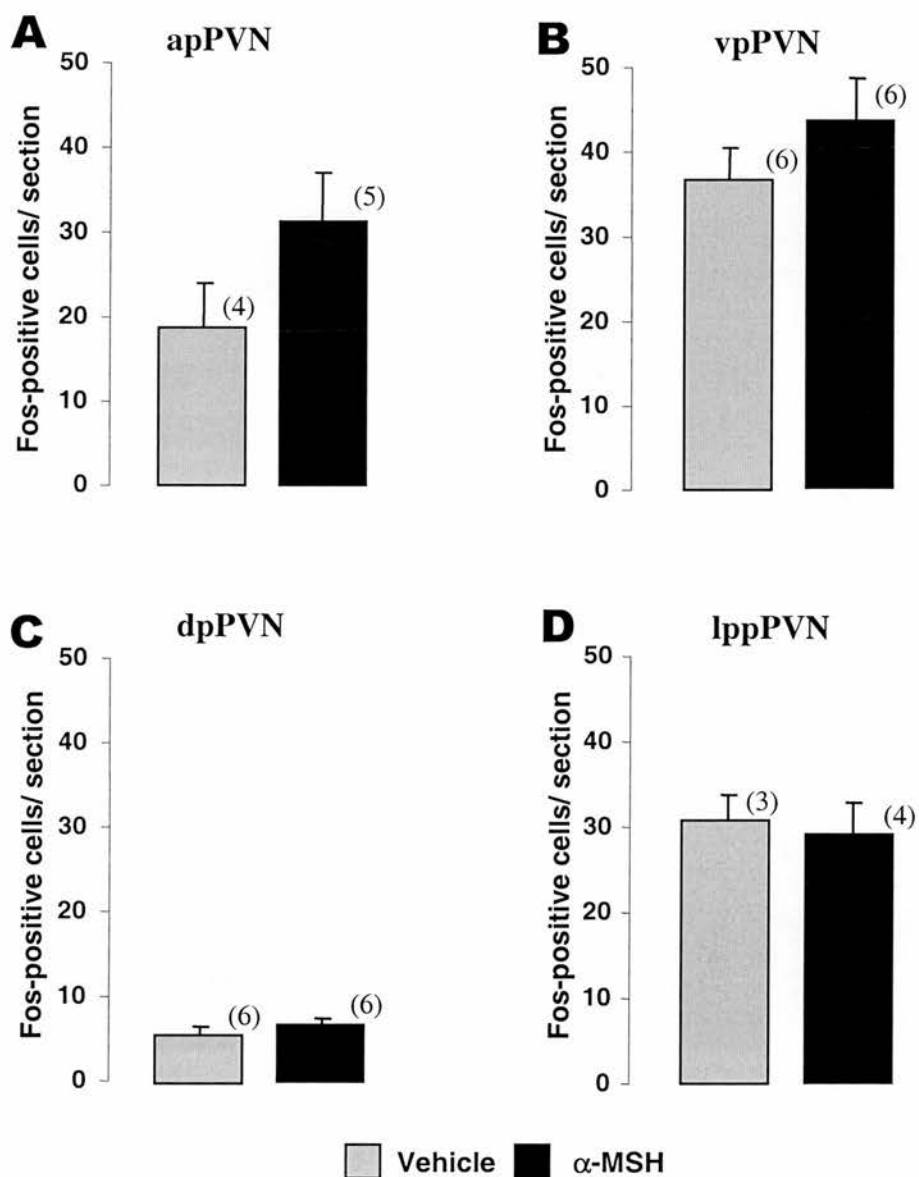 A
apPVN
Fos-positive cells/ section
50
40
30
20
10
0
(4)
(5)
B
vpPVN
Fos-positive cells/ section
50
40
30
20
10
0
(6)
(6)
C
dpPVN
Fos-positive cells/ section
50
40
30
20
10
0
(6)
(6)
D
lppPVN
Fos-positive cells/ section
50
40
30
20
10
0
(3)
(4)
Vehicle
α-MSH